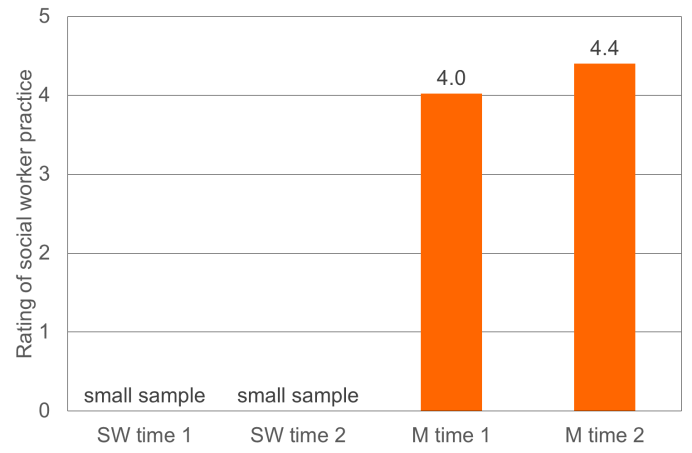 Rating of social worker practice
5
4
3
2
1
0
4.0
4.4
small sample
small sample
SW time 1
SW time 2
M time 1
M time 2